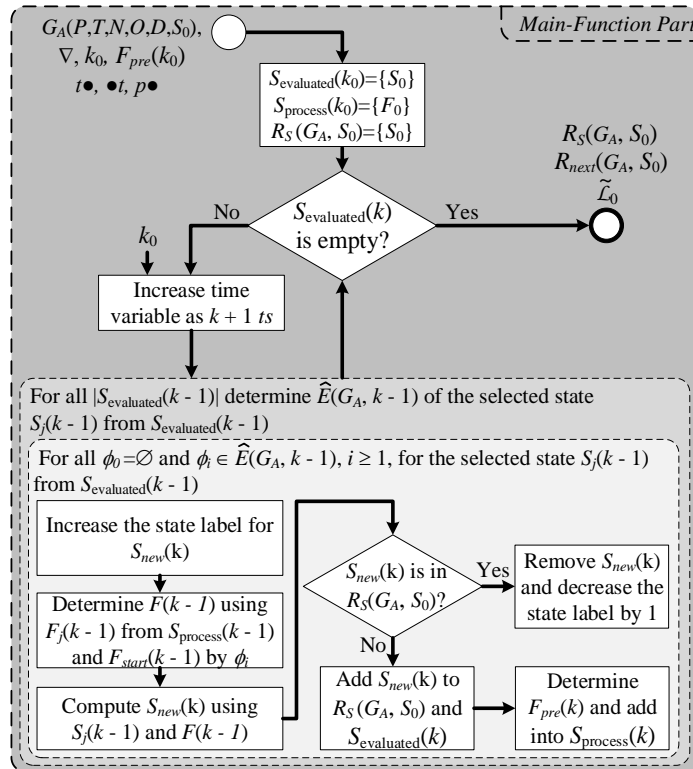 Main-Function Part
G_A(P,T,N,O,D,S_0),
∇, k_0, F_pre(k_0)
t●, ●t, p●
S_evaluated(k_0)={S_0}
S_process(k_0)={F_0}
R_S(G_A, S_0)={S_0}
R_S(G_A, S_0)
R_next(G_A, S_0)
\widetilde{ℒ}_0
S_evaluated(k)
is empty?
No
Yes
k_0
Increase time
variable as k + 1 ts
For all |S_evaluated(k - 1)| determine Ê(G_A, k - 1) of the selected state
S_j(k - 1) from S_evaluated(k - 1)
For all ϕ_0=∅ and ϕ_i ∈ Ê(G_A, k - 1), i ≥ 1, for the selected state S_j(k - 1)
from S_evaluated(k - 1)
Increase the state label for
S_new(k)
Determine F(k - 1) using
F_j(k - 1) from S_process(k - 1)
and F_start(k - 1) by ϕ_i
Compute S_new(k) using
S_j(k - 1) and F(k - 1)
S_new(k) is in
R_S(G_A, S_0)?
Yes
No
Remove S_new(k)
and decrease the
state label by 1
Add S_new(k) to
R_S(G_A, S_0) and
S_evaluated(k)
Determine
F_pre(k) and add
into S_process(k)